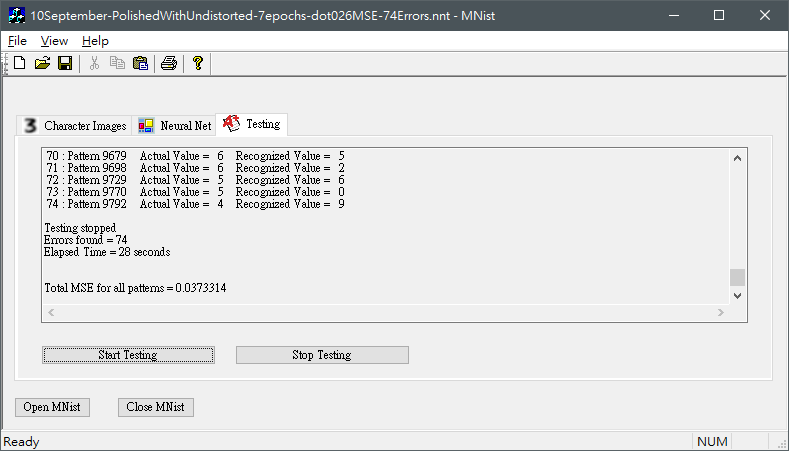 10September-PolishedWithUndistorted-7epochs-dot026MSE-74Errors.nnt - MNist
File View Help
Character Images Neural Net Testing
70 : Pattern 9679 Actual Value = 6 Recognized Value = 5
71 : Pattern 9698 Actual Value = 6 Recognized Value = 2
72 : Pattern 9729 Actual Value = 5 Recognized Value = 6
73 : Pattern 9770 Actual Value = 5 Recognized Value = 0
74 : Pattern 9792 Actual Value = 4 Recognized Value = 9
Testing stopped
Errors found = 74
Elapsed Time = 28 seconds
Total MSE for all patterns = 0.0373314
Start Testing Stop Testing
Open MNist Close MNist
Ready NUM